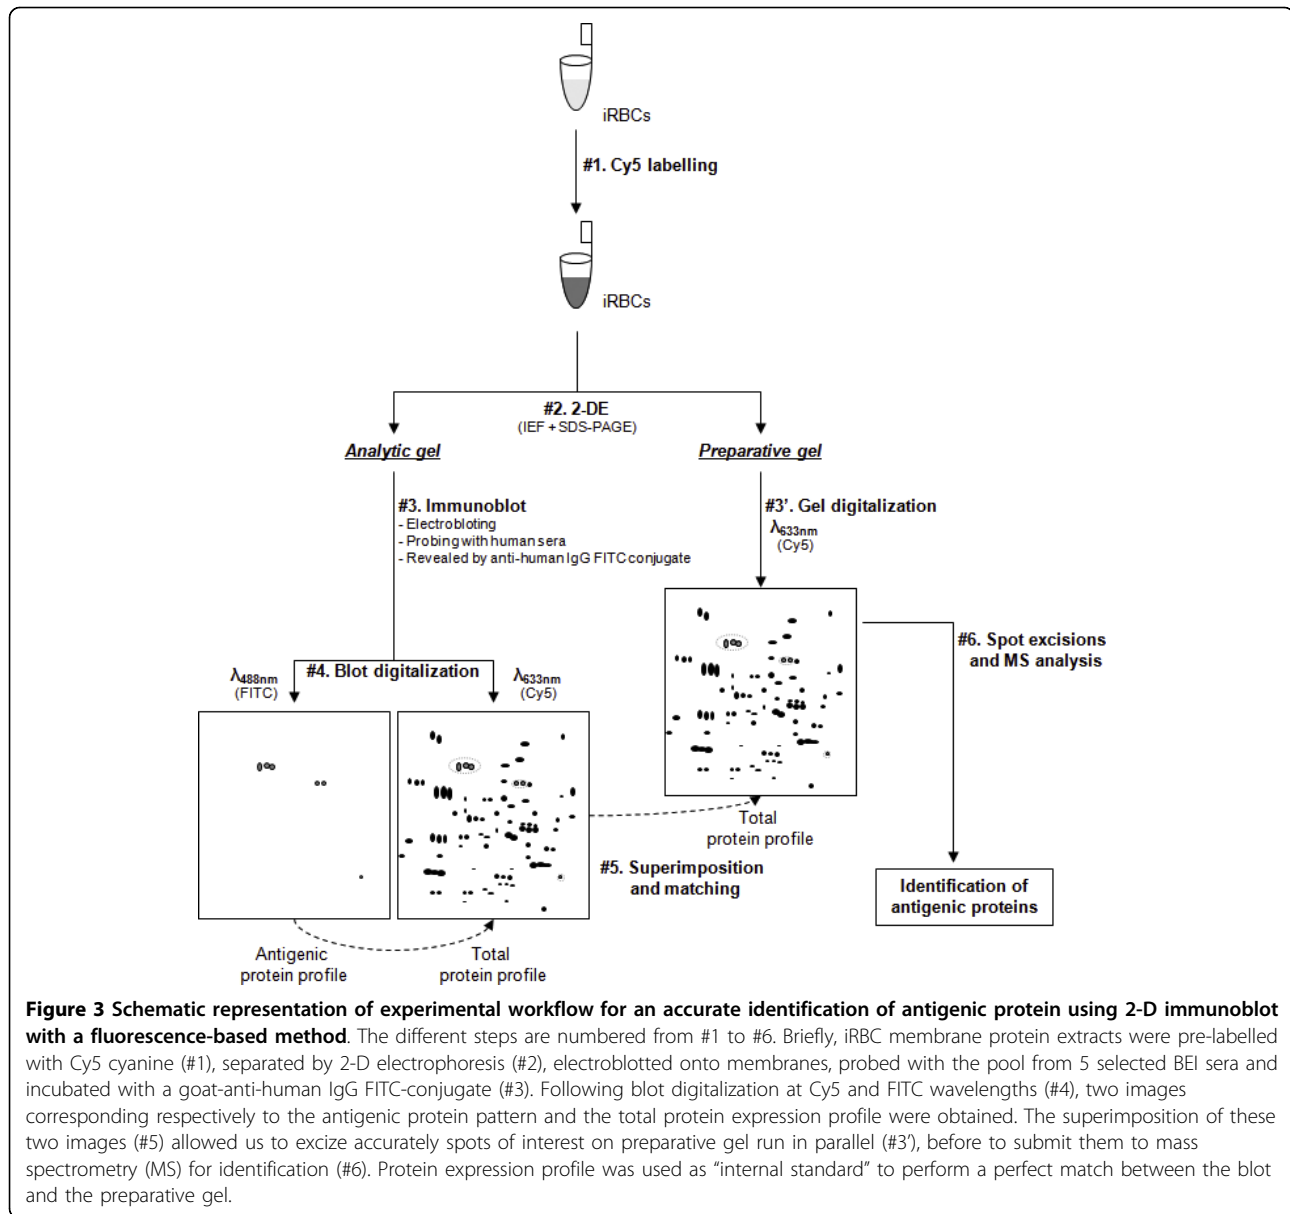 iRBCs
#1. Cy5 labelling
iRBCs
#2. 2-DE
(IEF + SDS-PAGE)
Analytic gel
Preparative gel
#3. Immunoblot
- Electrobloting
- Probing with human sera
- Revealed by anti-human IgG FITC conjugate
#3'. Gel digitalization
λ633nm
(Cy5)
#6. Spot excisions
and MS analysis
#4. Blot digitalization
λ488nm
(FITC)
λ633nm
(Cy5)
Total
protein profile
#5. Superimposition
and matching
Identification of
antigenic proteins
Antigenic
protein profile
Total
protein profile
Figure 3 Schematic representation of experimental workflow for an accurate identification of antigenic protein using 2-D immunoblot
with a fluorescence-based method. The different steps are numbered from #1 to #6. Briefly, iRBC membrane protein extracts were pre-labelled
with Cy5 cyanine (#1), separated by 2-D electrophoresis (#2), electroblotted onto membranes, probed with the pool from 5 selected BEI sera and
incubated with a goat-anti-human IgG FITC-conjugate (#3). Following blot digitalization at Cy5 and FITC wavelengths (#4), two images
corresponding respectively to the antigenic protein pattern and the total protein expression profile were obtained. The superimposition of these
two images (#5) allowed us to excize accurately spots of interest on preparative gel run in parallel (#3'), before to submit them to mass
spectrometry (MS) for identification (#6). Protein expression profile was used as "internal standard" to perform a perfect match between the blot
and the preparative gel.